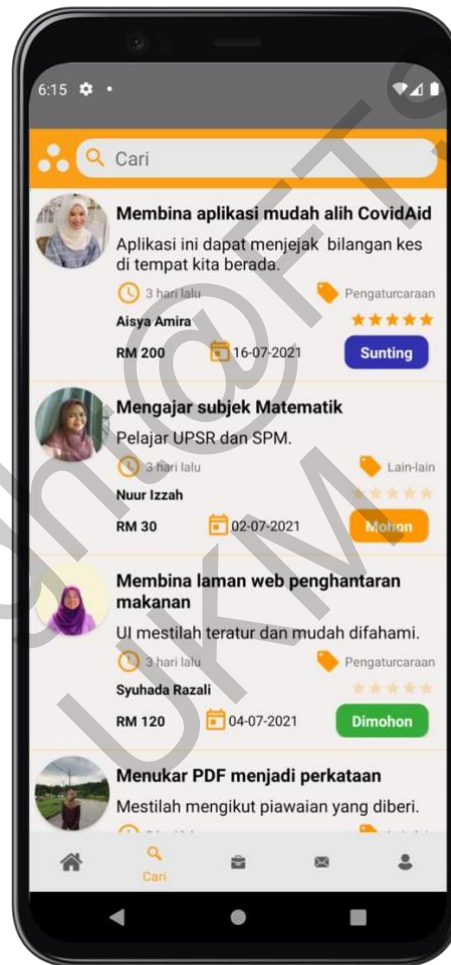 6:15
Cari
Membina aplikasi mudah alih CovidAid
Aplikasi ini dapat menjejak bilangan kes
di tempat kita berada.
3 hari lalu Pengaturcaraan
Aisya Amira
RM 200 16-07-2021 Sunting
Mengajar subjek Matematik
Pelajar UPSR dan SPM.
3 hari lalu Lain-lain
Nuur Izzah
RM 30 02-07-2021 Mohon
Membina laman web penghantaran
makanan
UI mestilah teratur dan mudah difahami.
3 hari lalu Pengaturcaraan
Syuhada Razali
RM 120 04-07-2021 Dimohon
Menukar PDF menjadi perkataan
Mestilah mengikut piawaian yang diberi.
Cari
UKM